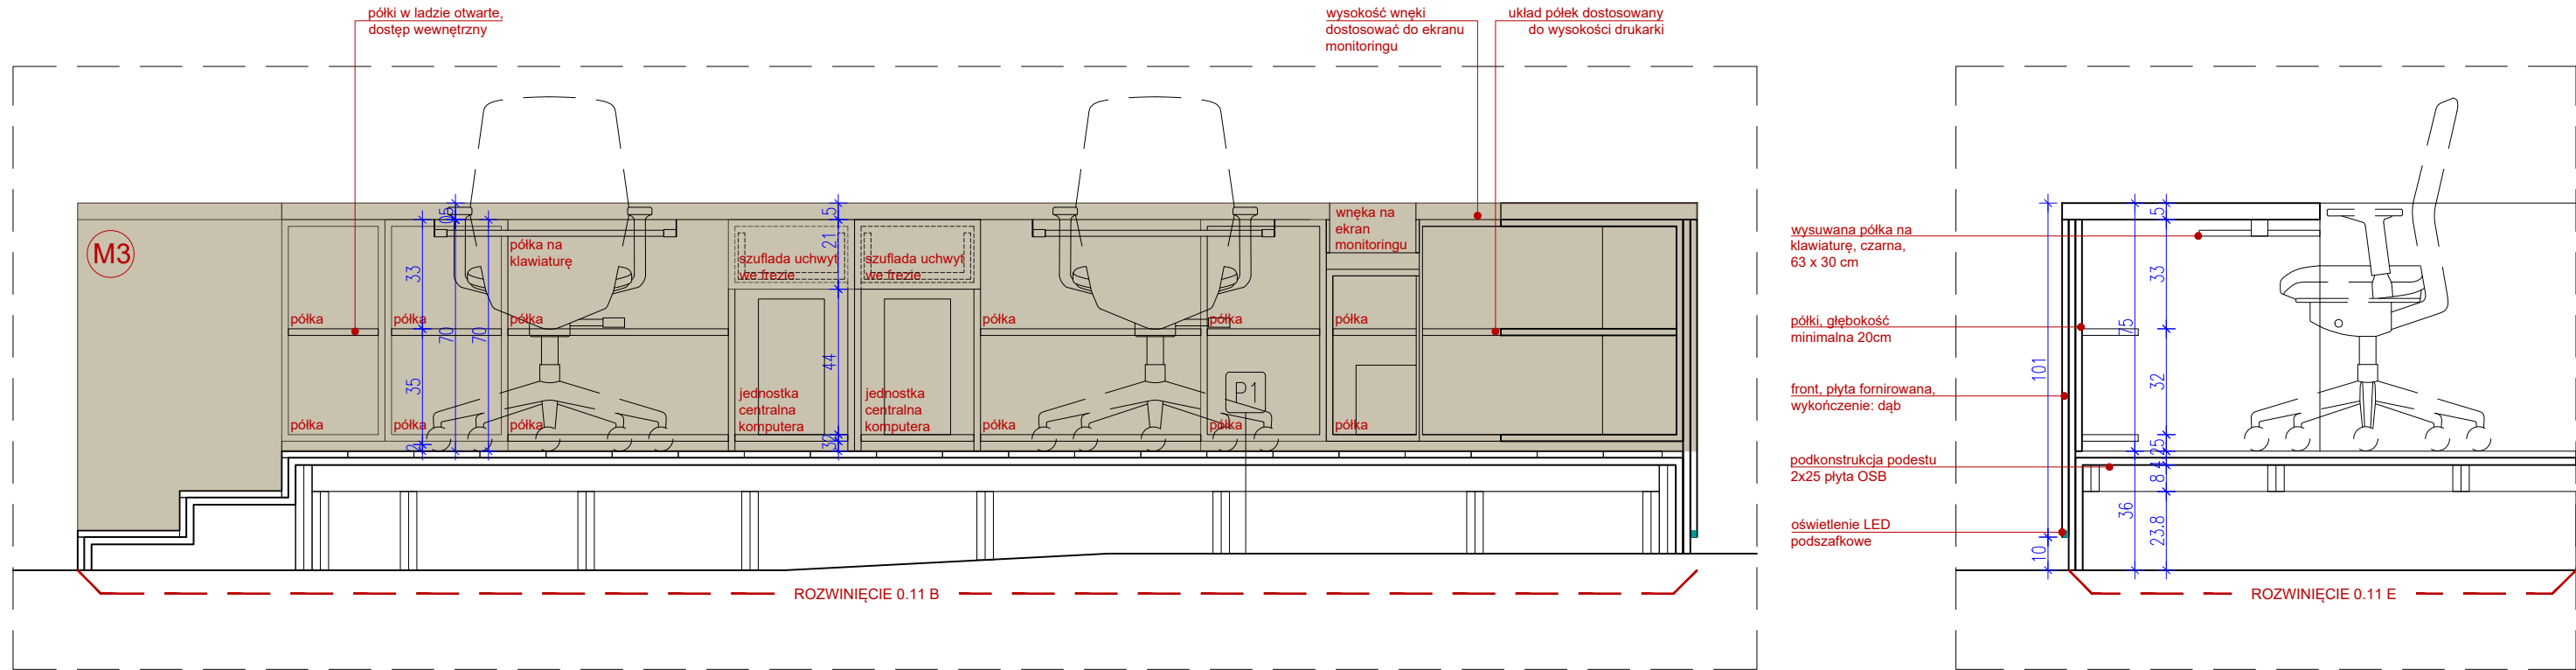 półki w ladzie otwarte,
dostęp wewnętrzny
wysokość wnęki
dostosować do ekranu
monitoringu
układ półek dostosowany
do wysokości drukarki
M3
półka na
klawiaturę
szuflada uchwyt
we frezie
szuflada uchwyt
we frezie
wnęka na
ekran
monitoringu
półka
półka
półka
półka
półka
półka
jednostka
centralna
komputera
jednostka
centralna
komputera
półka
półka
półka
półka
półka
półka
P1
33
35
2
70
70
5
21
44
ROZWINIĘCIE 0.11 B
wysuwana półka na
klawiaturę, czarna,
63 x 30 cm
półki, głębokość
minimalna 20cm
front, płyta fornirowana,
wykończenie: dąb
podkonstrukcja podestu
2x25 płyta OSB
oświetlenie LED
podszafkowe
101
10
75
36
5
33
32
25
4
8
23.8
ROZWINIĘCIE 0.11 E